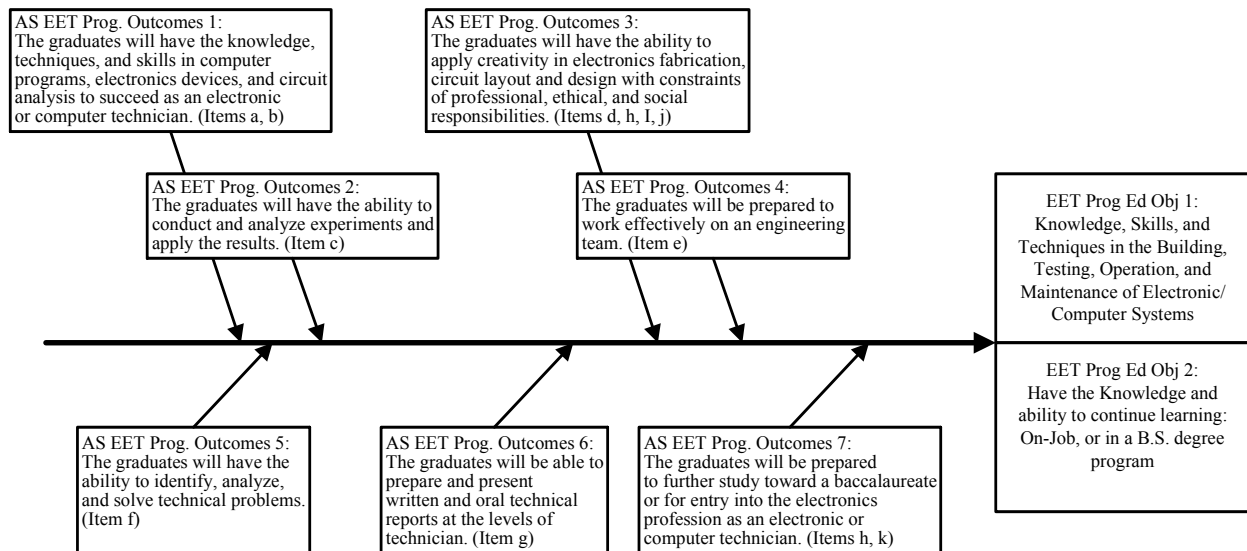 AS EET Prog. Outcomes 1:
The graduates will have the knowledge,
techniques, and skills in computer
programs, electronics devices, and circuit
analysis to succeed as an electronic
or computer technician. (Items a, b)
AS EET Prog. Outcomes 3:
The graduates will have the ability to
apply creativity in electronics fabrication,
circuit layout and design with constraints
of professional, ethical, and social
responsibilities. (Items d, h, I, j)
AS EET Prog. Outcomes 2:
The graduates will have the ability to
conduct and analyze experiments and
apply the results. (Item c)
AS EET Prog. Outcomes 4:
The graduates will be prepared to
work effectively on an engineering
team. (Item e)
EET Prog Ed Obj 1:
Knowledge, Skills, and
Techniques in the Building,
Testing, Operation, and
Maintenance of Electronic/
Computer Systems
EET Prog Ed Obj 2:
Have the Knowledge and
ability to continue learning:
On-Job, or in a B.S. degree
program
AS EET Prog. Outcomes 5:
The graduates will have the
ability to identify, analyze,
and solve technical problems.
(Item f)
AS EET Prog. Outcomes 6:
The graduates will be able to
prepare and present
written and oral technical
reports at the levels of
technician. (Item g)
AS EET Prog. Outcomes 7:
The graduates will be prepared
to further study toward a baccalaureate
or for entry into the electronics
profession as an electronic or
computer technician. (Items h, k)